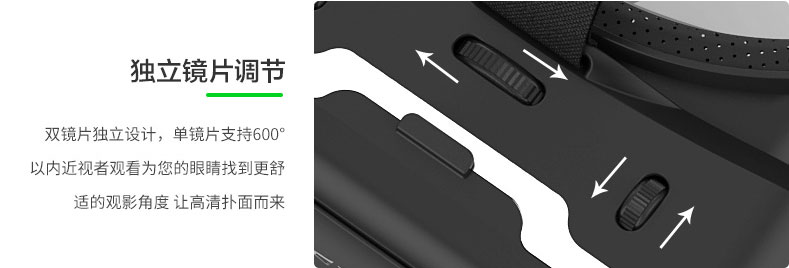 独立镜片调节
双镜片独立设计，单镜片支持600°
以内近视者观看为您的眼睛找到更舒
适的观影角度 让高清扑面而来